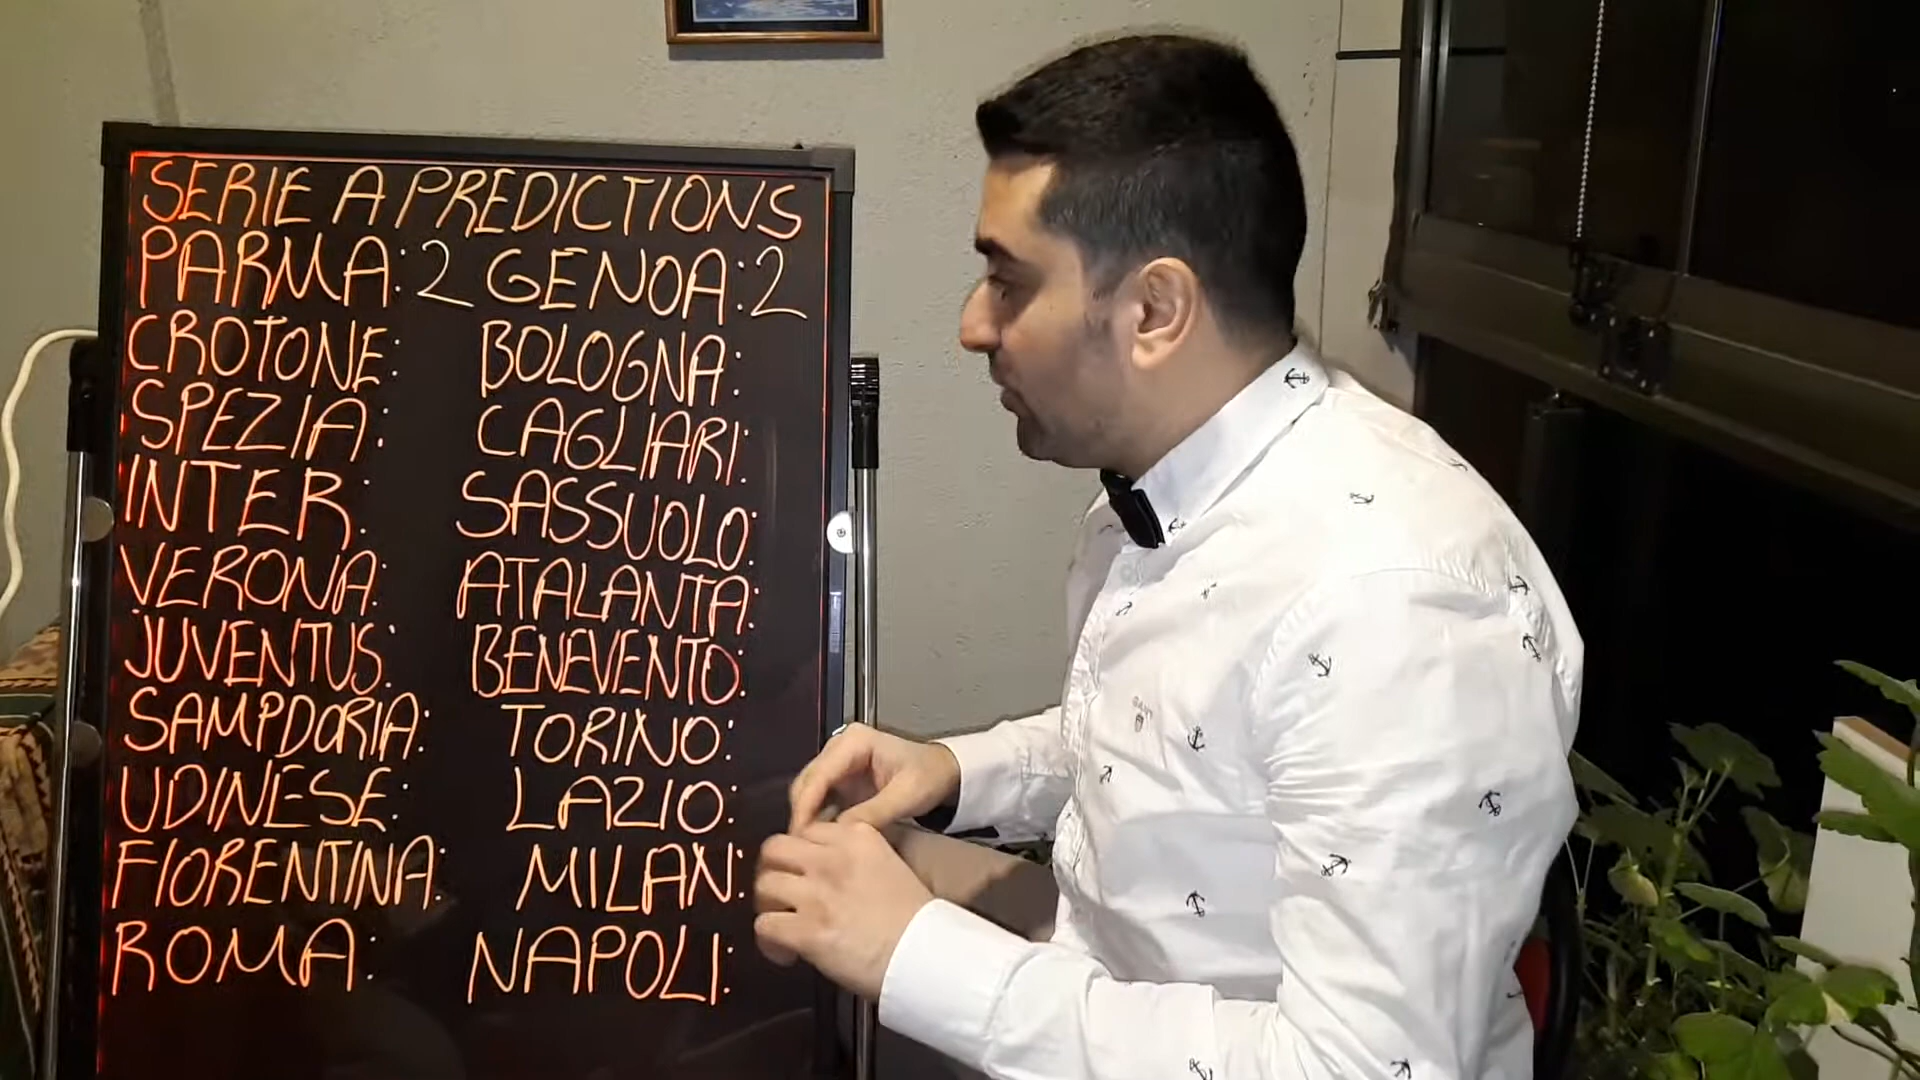 SERIE A PREDICTIONS
PARMA:2 GENOA:2
CROTONE: BOLOGNA:
SPEZIA: CAGLIARI:
INTER: SASSUOLO:
VERONA: ATALANTA:
JUVENTUS: BENEVENTO:
SAMPDORIA: TORINO:
UDINESE: LAZIO:
FIORENTINA: MILAN:
ROMA: NAPOLI: